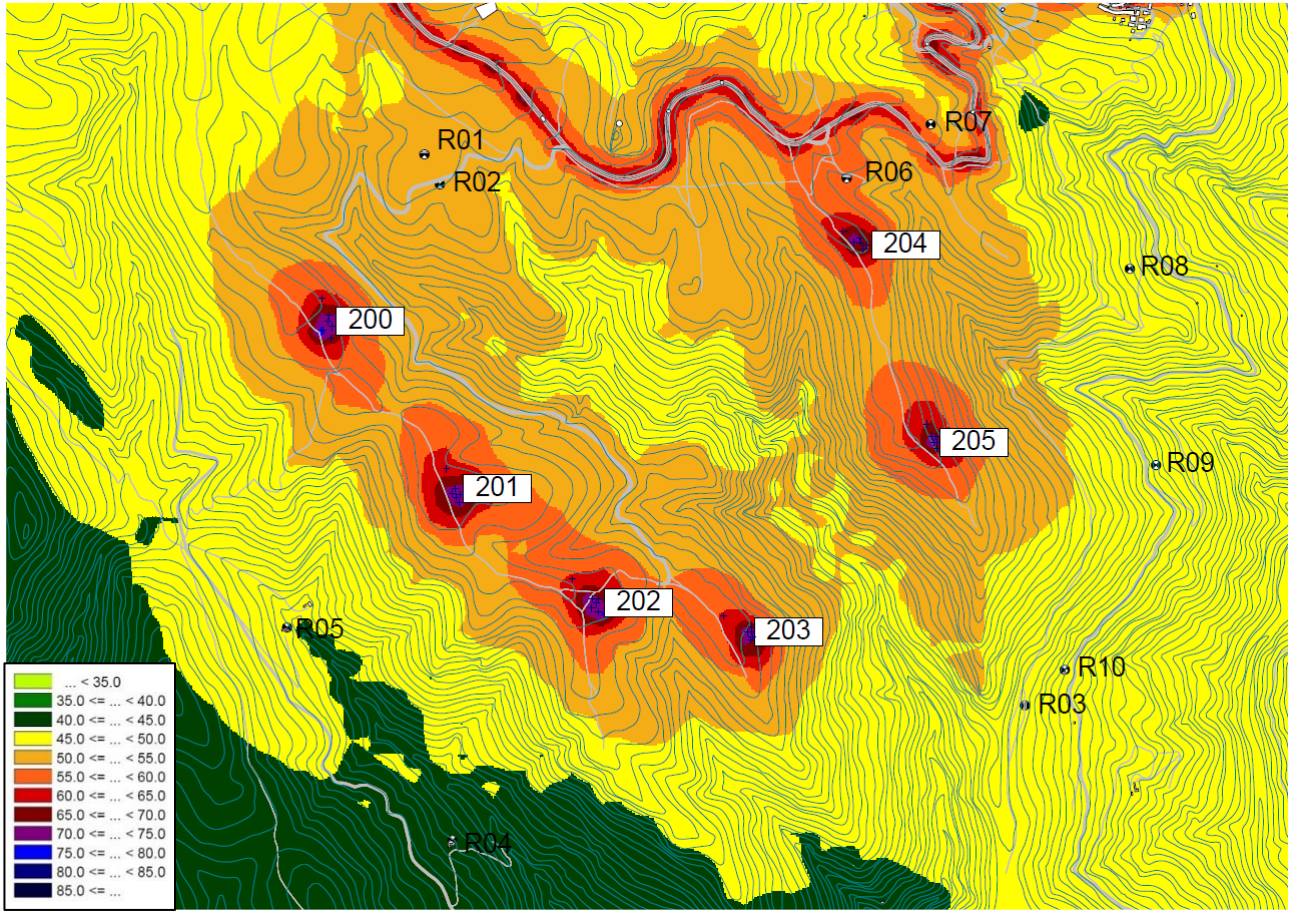 R01
R02
R07
R06
204
R08
200
205
R09
201
202
203
R05
R10
R03
R04
... < 35.0
35.0 <= ... < 40.0
40.0 <= ... < 45.0
45.0 <= ... < 50.0
50.0 <= ... < 55.0
55.0 <= ... < 60.0
60.0 <= ... < 65.0
65.0 <= ... < 70.0
70.0 <= ... < 75.0
75.0 <= ... < 80.0
80.0 <= ... < 85.0
85.0 <= ...